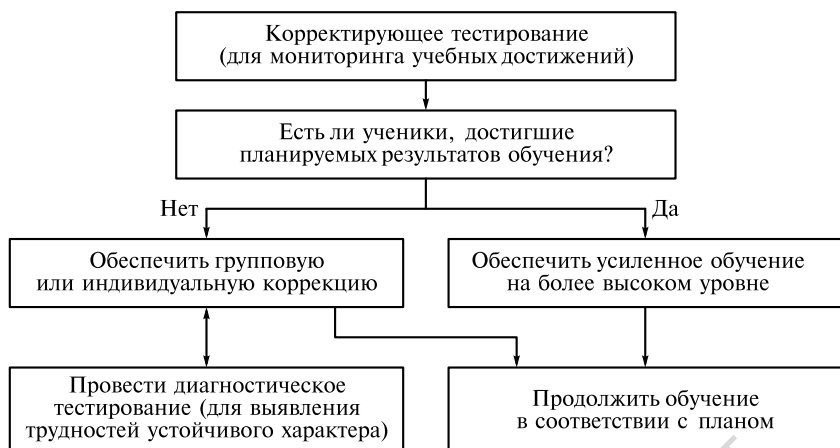 Корректирующее тестирование
(для мониторинга учебных достижений)
Есть ли ученики, достигшие
планируемых результатов обучения?
Нет
Да
Обеспечить групповую
или индивидуальную коррекцию
Обеспечить усиленное обучение
на более высоком уровне
Провести диагностическое
тестирование (для выявления
трудностей устойчивого характера)
Продолжить обучение
в соответствии с планом